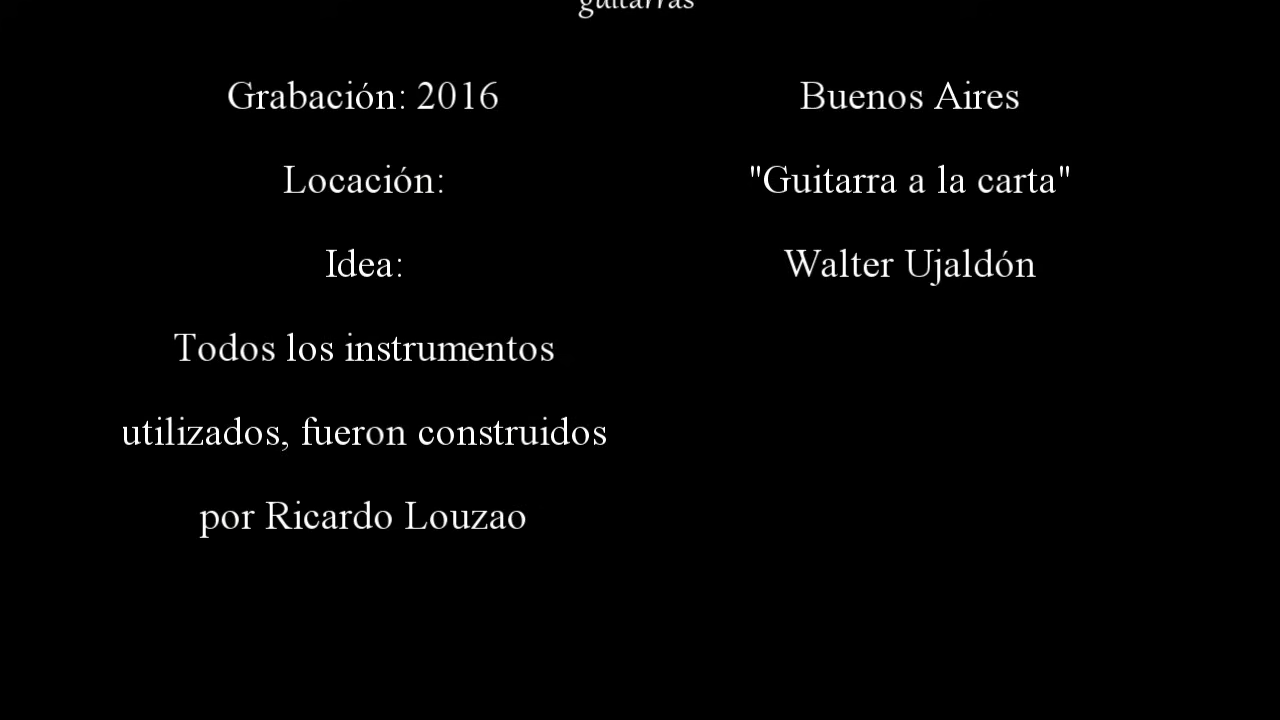 guitarras
Grabación: 2016 Buenos Aires
Locación: "Guitarra a la carta"
Idea: Walter Ujaldón
Todos los instrumentos
utilizados, fueron construidos
por Ricardo Louzao